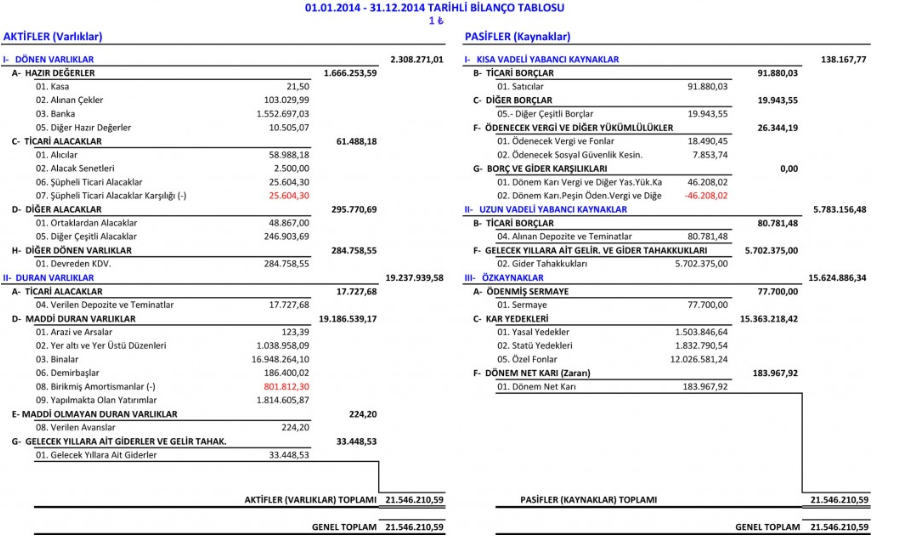 01.01.2014 - 31.12.2014 TARİHLİ BİLANÇO TABLOSU
1 ₺
AKTİFLER (Varlıklar)
I- DÖNEN VARLIKLAR 2.308.271,01
A- HAZIR DEĞERLER 1.666.253,59
01. Kasa 21,50
02. Alınan Çekler 103.029,99
03. Banka 1.552.697,03
05. Diğer Hazır Değerler 10.505,07
C- TİCARİ ALACAKLAR 61.488,18
01. Alıcılar 58.988,18
02. Alacak Senetleri 2.500,00
06. Şüpheli Ticari Alacaklar 25.604,30
07. Şüpheli Ticari Alacaklar Karşılığı (-) 25.604,30
D- DİĞER ALACAKLAR 295.770,69
01. Ortaklardan Alacaklar 48.867,00
05. Diğer Çeşitli Alacaklar 246.903,69
H- DİĞER DÖNEN VARLIKLAR 284.758,55
01. Devreden KDV. 284.758,55
II- DURAN VARLIKLAR 19.237.939,58
A- TİCARİ ALACAKLAR 17.727,68
04. Verilen Depozite ve Teminatlar 17.727,68
D- MADDİ DURAN VARLIKLAR 19.186.539,17
01. Arazi ve Arsalar 123,39
02. Yer altı ve Yer Üstü Düzenleri 1.038.958,09
03. Binalar 16.948.264,10
06. Demirbaşlar 186.400,02
08. Birikmiş Amortismanlar (-) 801.812,30
09. Yapılmakta Olan Yatırımlar 1.814.605,87
E- MADDİ OLMAYAN DURAN VARLIKLAR 224,20
08. Verilen Avanslar 224,20
G- GELECEK YILLARA AİT GİDERLER VE GELİR TAHAK. 33.448,53
01. Gelecek Yıllara Ait Giderler 33.448,53
AKTİFLER (VARLIKLAR) TOPLAMI 21.546.210,59
GENEL TOPLAM 21.546.210,59
PASİFLER (Kaynaklar)
I- KISA VADELİ YABANCI KAYNAKLAR 138.167,77
B- TİCARİ BORÇLAR 91.880,03
01. Satıcılar 91.880,03
C- DİĞER BORÇLAR 19.943,55
05.- Diğer Çeşitli Borçlar 19.943,55
F- ÖDENECEK VERGİ VE DİĞER YÜKÜMLÜLÜKLER 26.344,19
01. Ödenecek Vergi ve Fonlar 18.490,45
02. Ödenecek Sosyal Güvenlik Kesin. 7.853,74
G- BORÇ VE GİDER KARŞILIKLARI 0,00
01. Dönem Karı Vergi ve Diğer Yas.Yük.Ka 46.208,02
02. Dönem Karı.Peşin Öden.Vergi ve Diğe -46.208,02
II- UZUN VADELİ YABANCI KAYNAKLAR 5.783.156,48
B- TİCARİ BORÇLAR 80.781,48
04. Alınan Depozite ve Teminatlar 80.781,48
F- GELECEK YILLARA AİT GELİR. VE GİDER TAHAKKUKLARI 5.702.375,00
02. Gider Tahakkukları 5.702.375,00
III- ÖZKAYNAKLAR 15.624.886,34
A- ÖDENMİŞ SERMAYE 77.700,00
01. Sermaye 77.700,00
C- KAR YEDEKLERİ 15.363.218,42
01. Yasal Yedekler 1.503.846,64
02. Statü Yedekleri 1.832.790,54
05. Özel Fonlar 12.026.581,24
F- DÖNEM NET KARI (Zararı) 183.967,92
01. Dönem Net Karı 183.967,92
PASİFLER (KAYNAKLAR) TOPLAMI 21.546.210,59
GENEL TOPLAM 21.546.210,59